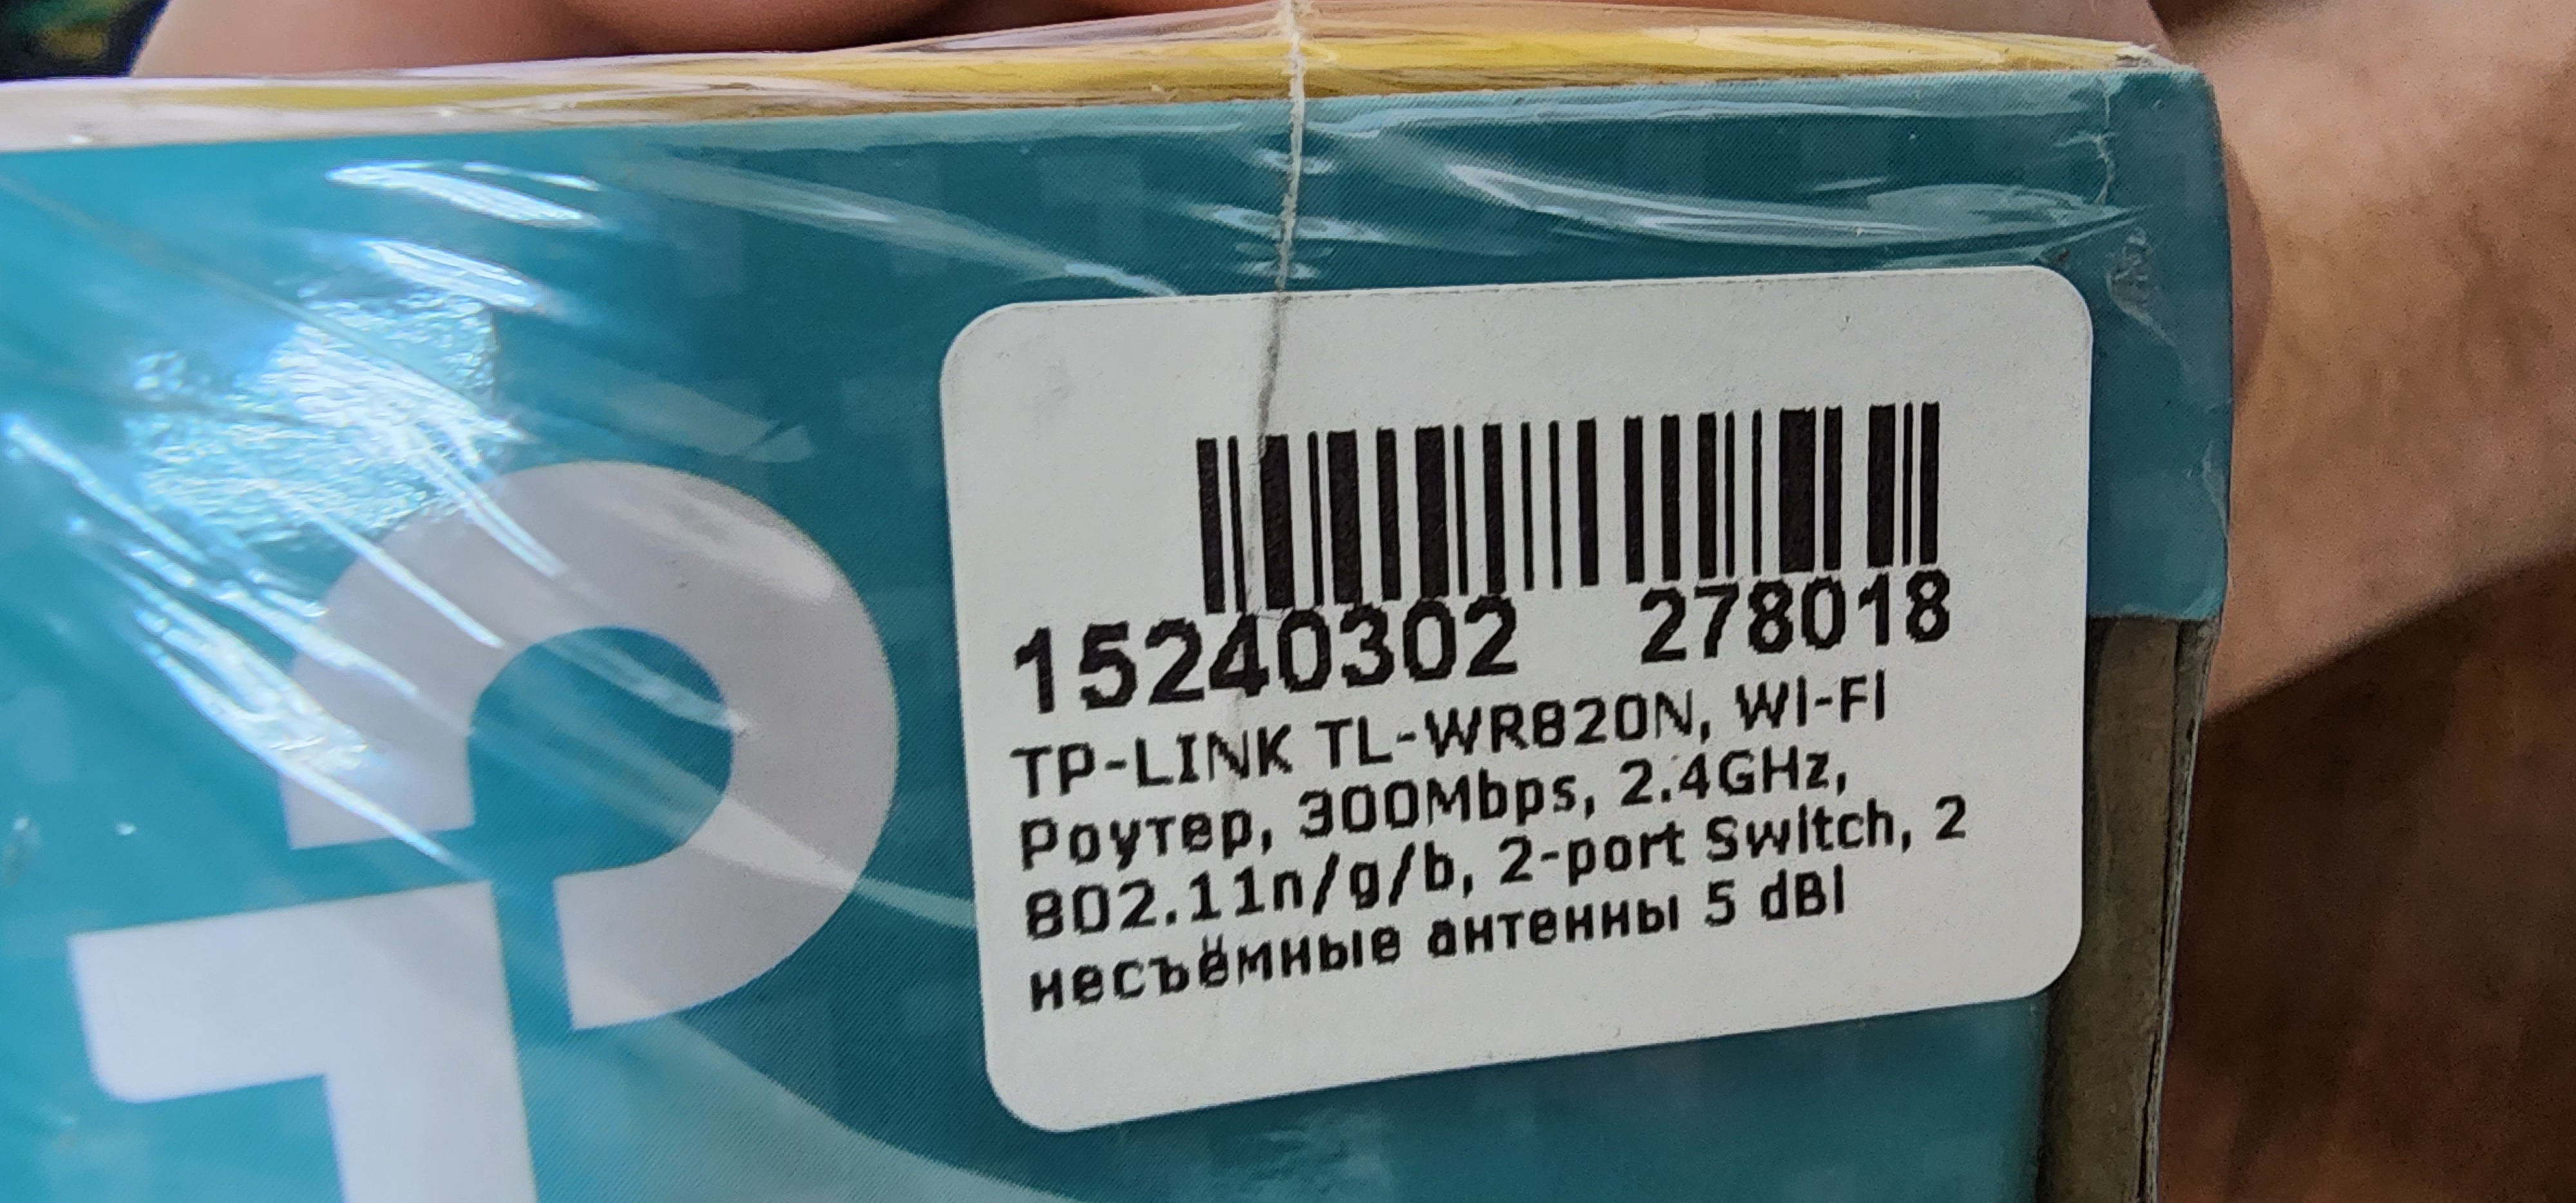 15240302 278018
TP-LINK TL-WR820N, WI-FI
Роутер, 300Mbps, 2.4GHz,
802.11n/g/b, 2-port Switch, 2
несъёмные антенны 5 dBI